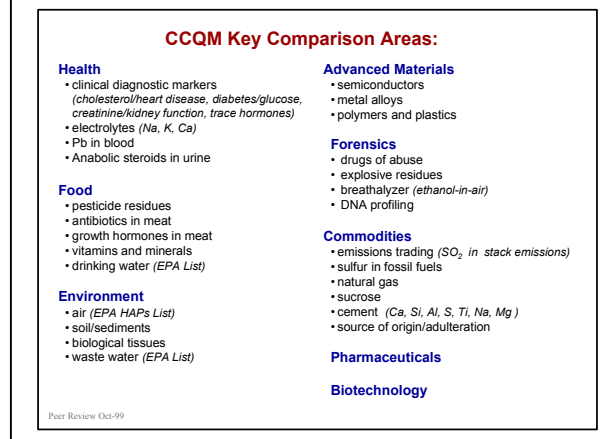 CCQM Key Comparison Areas:
Health
• clinical diagnostic markers
(cholesterol/heart disease, diabetes/glucose,
creatinine/kidney function, trace hormones)
• electrolytes (Na, K, Ca)
• Pb in blood
• Anabolic steroids in urine
Food
• pesticide residues
• antibiotics in meat
• growth hormones in meat
• vitamins and minerals
• drinking water (EPA List)
Environment
• air (EPA HAPs List)
• soil/sediments
• biological tissues
• waste water (EPA List)
Advanced Materials
• semiconductors
• metal alloys
• polymers and plastics
Forensics
• drugs of abuse
• explosive residues
• breathalyzer (ethanol-in-air)
• DNA profiling
Commodities
• emissions trading (SO2 in stack emissions)
• sulfur in fossil fuels
• natural gas
• sucrose
• cement (Ca, Si, Al, S, Ti, Na, Mg )
• source of origin/adulteration
Pharmaceuticals
Biotechnology
Peer Review Oct-99